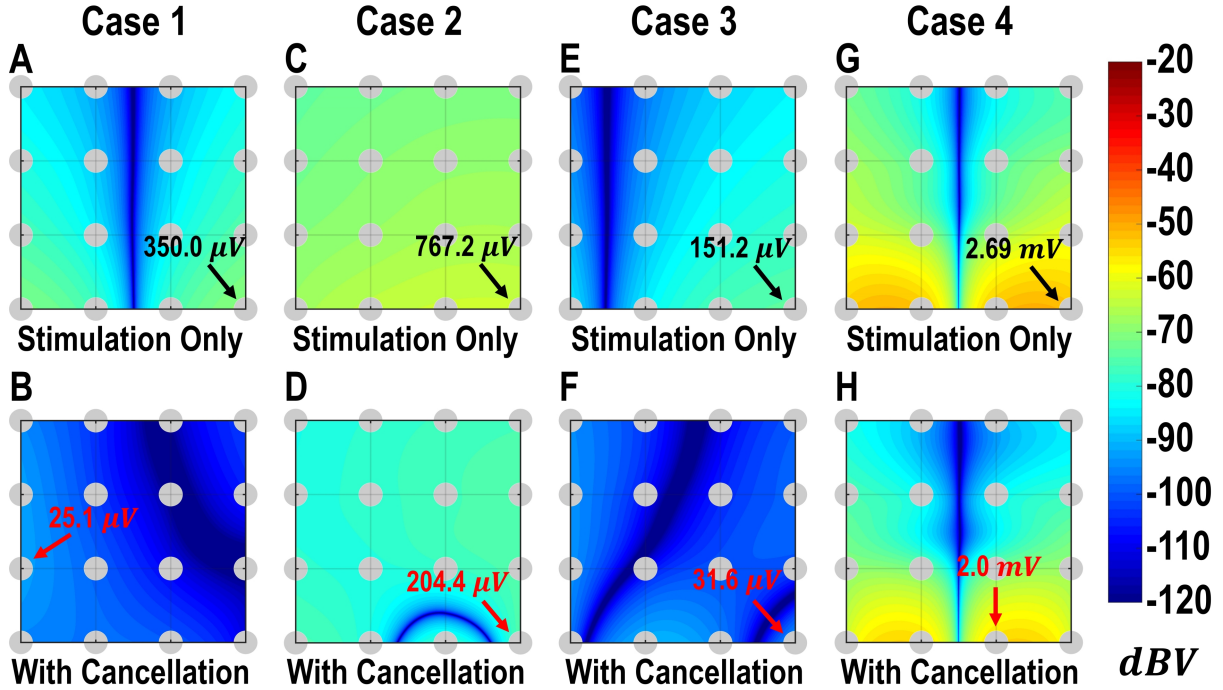 Case 1
Case 2
Case 3
Case 4
A
C
E
G
350.0 μV
767.2 μV
151.2 μV
2.69 mV
Stimulation Only
Stimulation Only
Stimulation Only
Stimulation Only
B
D
F
H
25.1 μV
204.4 μV
31.6 μV
2.0 mV
With Cancellation
With Cancellation
With Cancellation
With Cancellation
-20
-30
-40
-50
-60
-70
-80
-90
-100
-110
-120
dBV